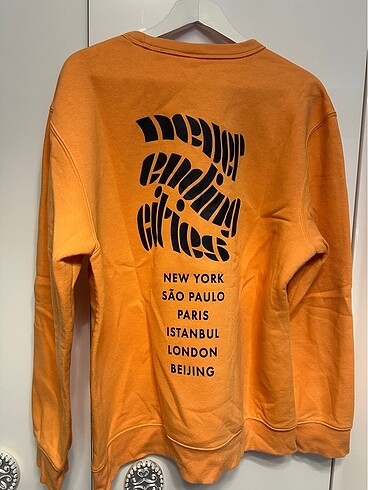 never
ending
cities
NEW YORK
SÃO PAULO
PARIS
ISTANBUL
LONDON
BEIJING